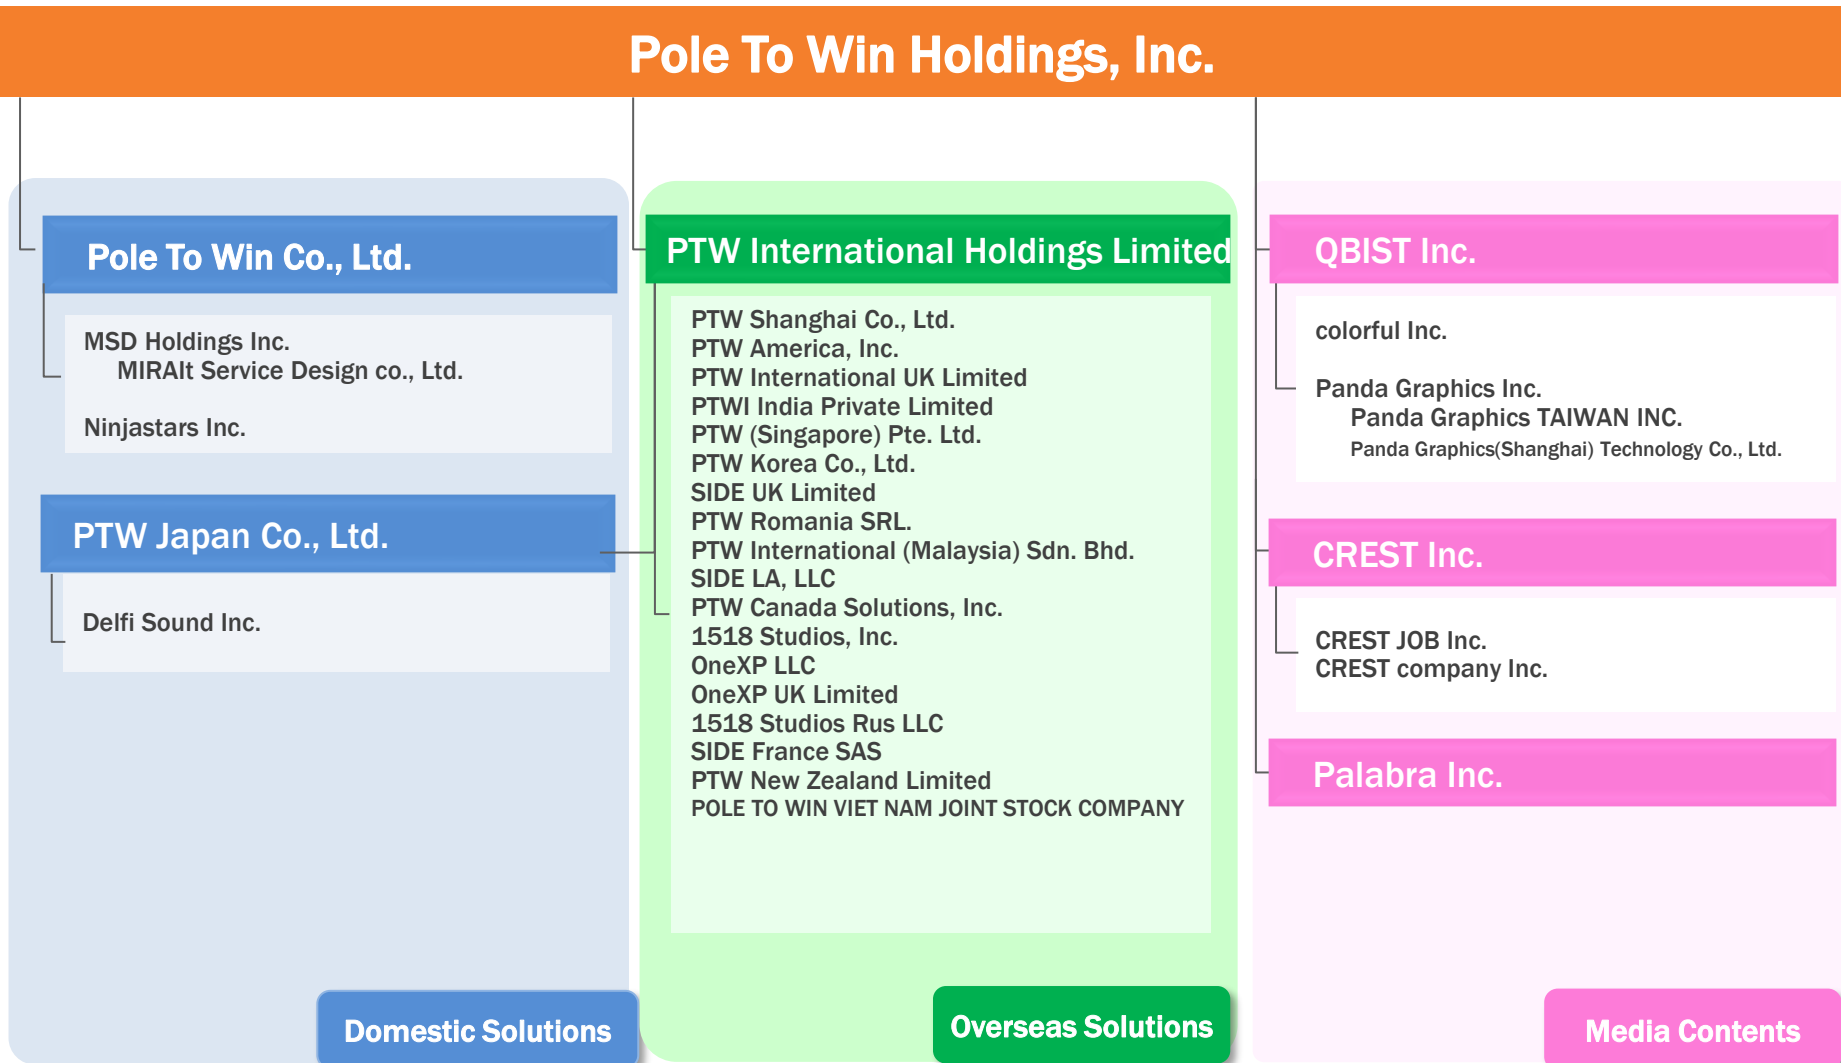 Pole To Win Holdings, Inc.
Pole To Win Co., Ltd.
MSD Holdings Inc.
MIRAIt Service Design co., Ltd.
Ninjastars Inc.
PTW Japan Co., Ltd.
Delfi Sound Inc.
Domestic Solutions
PTW International Holdings Limited
PTW Shanghai Co., Ltd.
PTW America, Inc.
PTW International UK Limited
PTWI India Private Limited
PTW (Singapore) Pte. Ltd.
PTW Korea Co., Ltd.
SIDE UK Limited
PTW Romania SRL.
PTW International (Malaysia) Sdn. Bhd.
SIDE LA, LLC
PTW Canada Solutions, Inc.
1518 Studios, Inc.
OneXP LLC
OneXP UK Limited
1518 Studios Rus LLC
SIDE France SAS
PTW New Zealand Limited
POLE TO WIN VIET NAM JOINT STOCK COMPANY
Overseas Solutions
QBIST Inc.
colorful Inc.
Panda Graphics Inc.
Panda Graphics TAIWAN INC.
Panda Graphics(Shanghai) Technology Co., Ltd.
CREST Inc.
CREST JOB Inc.
CREST company Inc.
Palabra Inc.
Media Contents